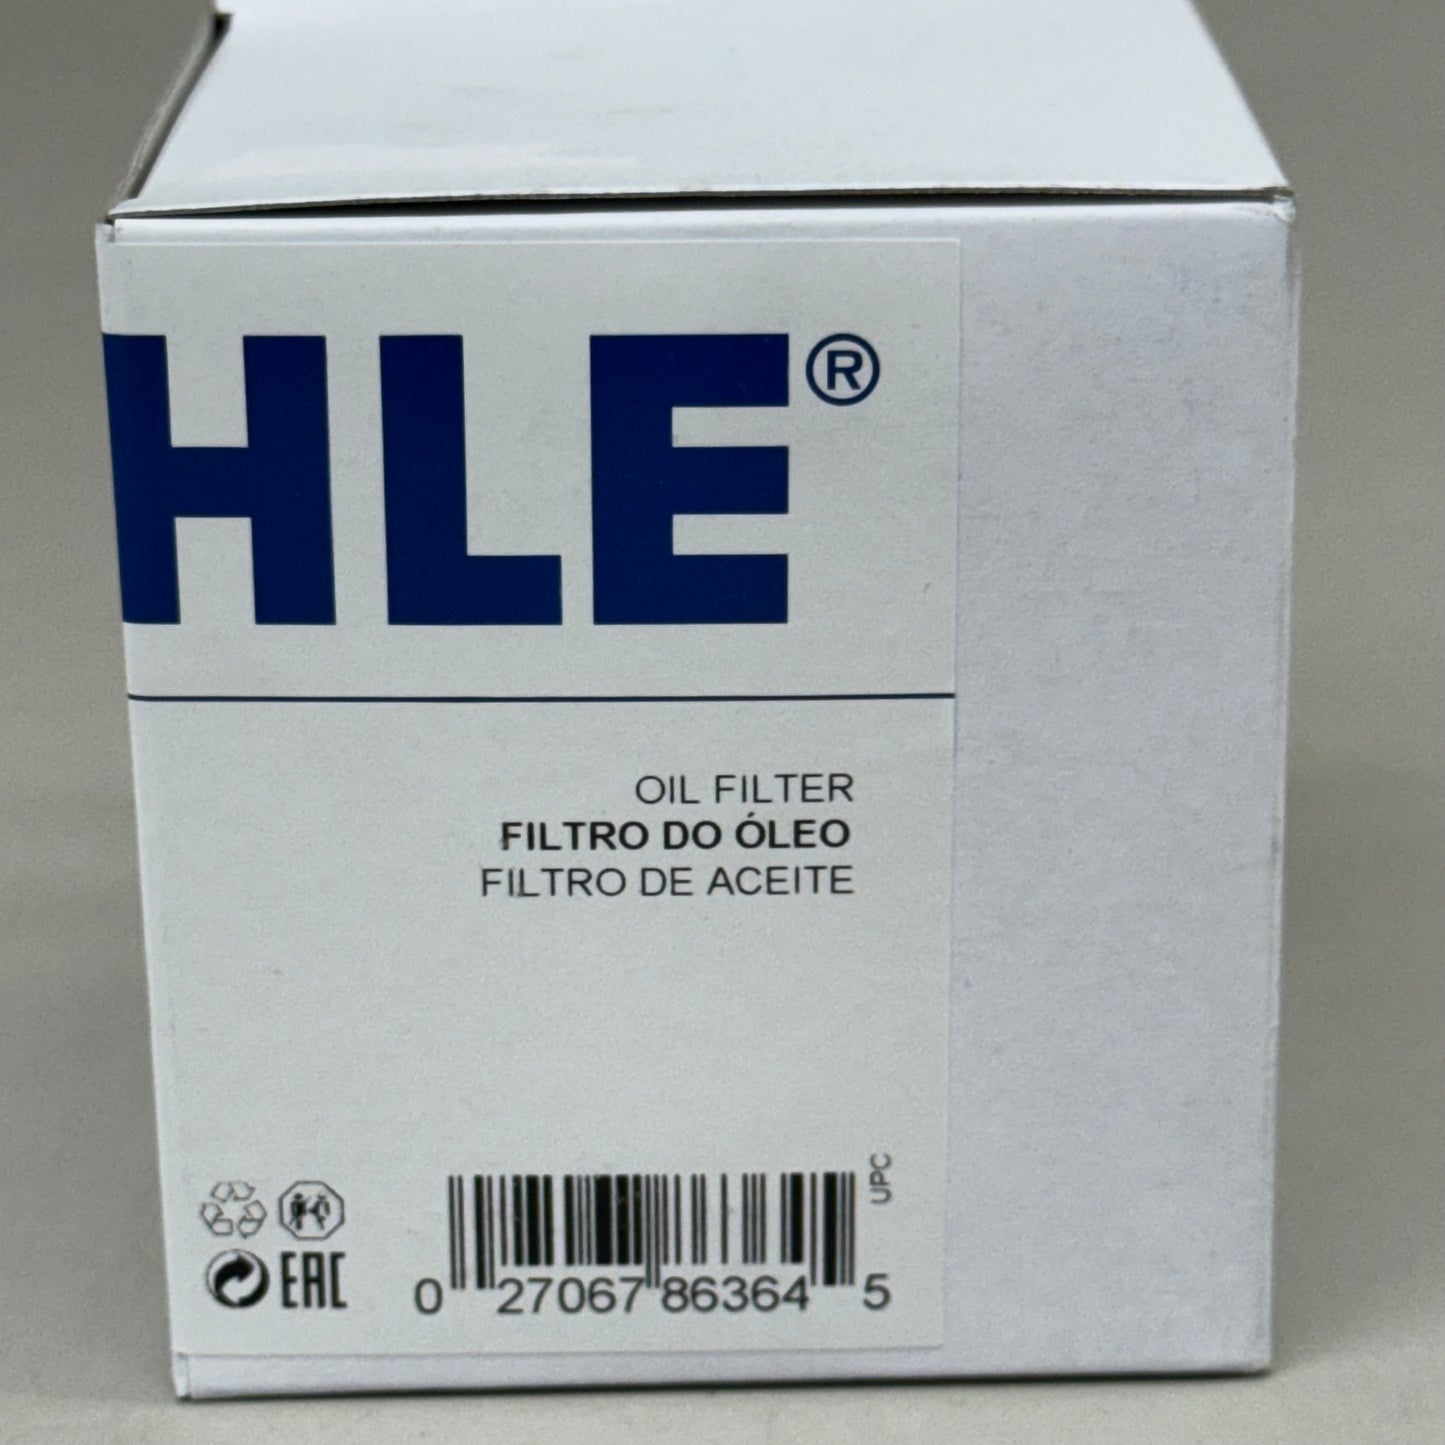 HLE®
OIL FILTER
FILTRO DO ÓLEO
FILTRO DE ACEITE
UPC
EAC
0 27067 86364 5